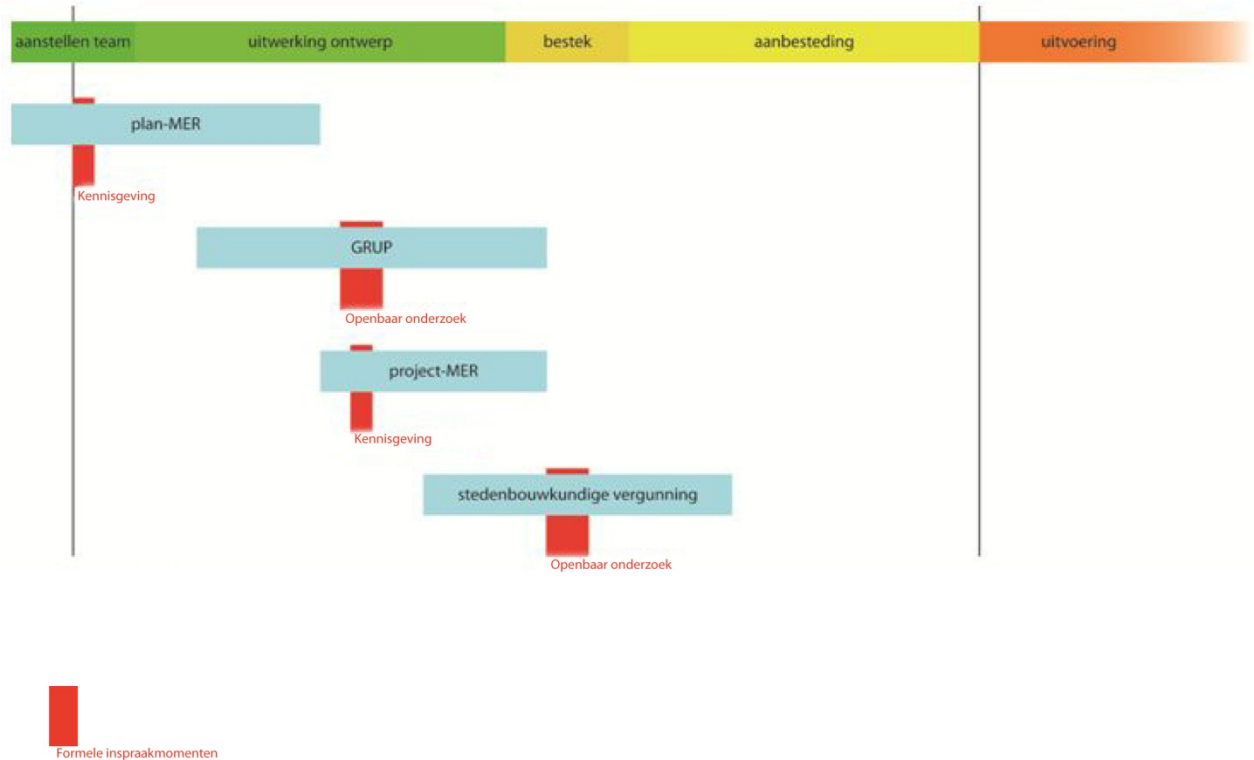 aanstellen team
uitwerking ontwerp
bestek
aanbesteding
uitvoering
plan-MER
Kennisgeving
GRUP
Openbaar onderzoek
project-MER
Kennisgeving
stedenbouwkundige vergunning
Openbaar onderzoek
Formele inspraakmomenten